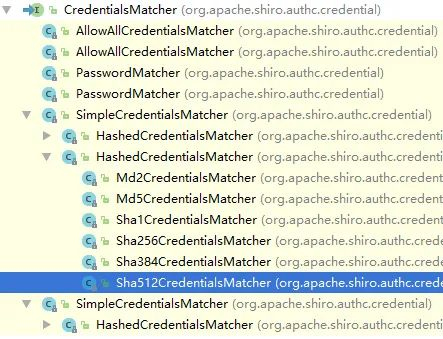 CredentialsMatcher (org.apache.shiro.authc.credential)
AllowAllCredentialsMatcher (org.apache.shiro.authc.credential)
AllowAllCredentialsMatcher (org.apache.shiro.authc.credential)
PasswordMatcher (org.apache.shiro.authc.credential)
PasswordMatcher (org.apache.shiro.authc.credential)
SimpleCredentialsMatcher (org.apache.shiro.authc.credential)
HashedCredentialsMatcher (org.apache.shiro.authc.credent
HashedCredentialsMatcher (org.apache.shiro.authc.credent
Md2CredentialsMatcher (org.apache.shiro.authc.crede
Md5CredentialsMatcher (org.apache.shiro.authc.crede
Sha1CredentialsMatcher (org.apache.shiro.authc.crede
Sha256CredentialsMatcher (org.apache.shiro.authc.cre
Sha384CredentialsMatcher (org.apache.shiro.authc.cre
Sha512CredentialsMatcher (org.apache.shiro.authc.cre
SimpleCredentialsMatcher (org.apache.shiro.authc.credential)
HashedCredentialsMatcher (org.apache.shiro.authc.credent